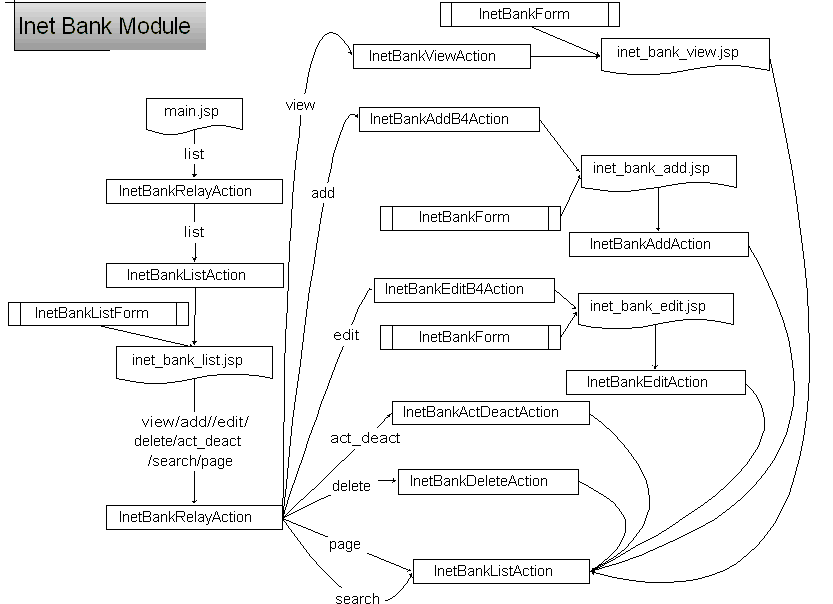 Inet Bank Module
InetBankForm
InetBankViewAction
inet_bank_view.jsp
main.jsp
view
InetBankAddB4Action
list
inet_bank_add.jsp
InetBankRelayAction
add
InetBankForm
list
InetBankAddAction
InetBankListAction
InetBankEditB4Action
InetBankListForm
inet_bank_edit.jsp
edit
InetBankForm
inet_bank_list.jsp
InetBankEditAction
InetBankActDeactAction
view/add//edit/
delete/act_deact
/search/page
act_deact
delete
InetBankDeleteAction
InetBankRelayAction
page
InetBankListAction
search